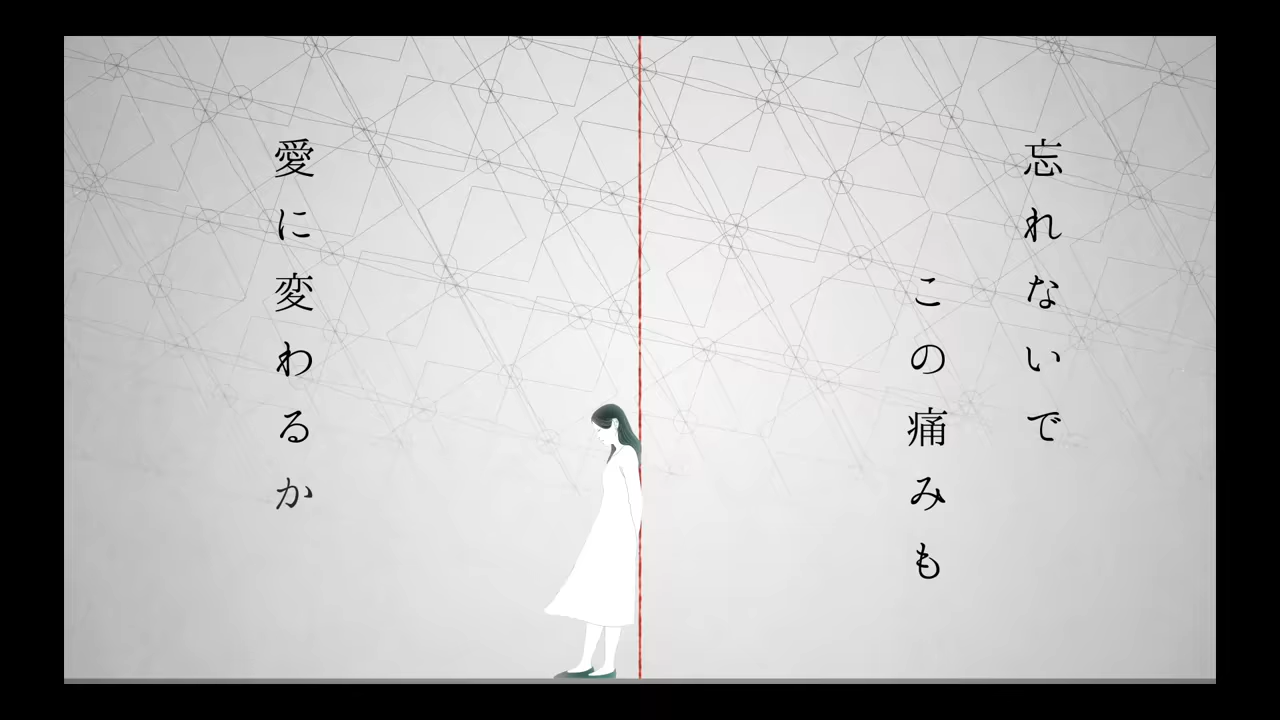 忘れないで
この痛みも
愛に変わるか